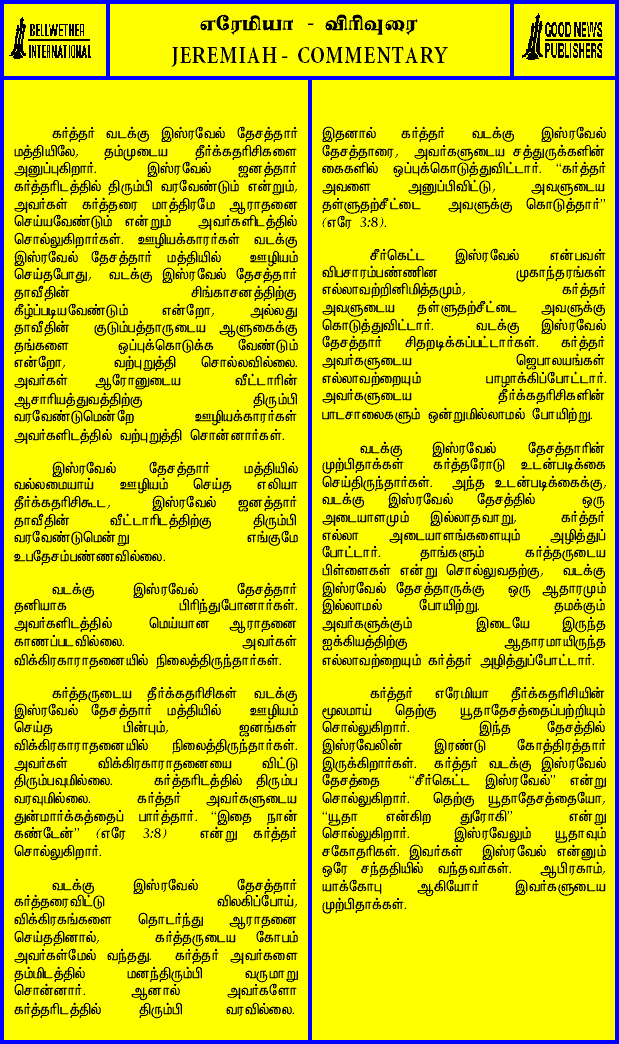 BELLWETHER
INTERNATIONAL
எரேமியா - விரிவுரை
JEREMIAH - COMMENTARY
GOOD NEWS
PUBLISHERS
கர்த்தர் வடக்கு இஸ்ரவேல் தேசத்தார்
மத்தியிலே, தம்முடைய தீர்க்கதரிசிகளை
அனுப்புகிறார். இஸ்ரவேல் ஜனத்தார்
கர்த்தரிடத்தில் திரும்பி வரவேண்டும் என்றும்,
அவர்கள் கர்த்தரை மாத்திரமே ஆராதனை
செய்யவேண்டும் என்றும் அவர்களிடத்தில்
சொல்லுகிறார்கள். ஊழியக்காரர்கள் வடக்கு
இஸ்ரவேல் தேசத்தார் மத்தியில் ஊழியம்
செய்தபோது, வடக்கு இஸ்ரவேல் தேசத்தார்
தாவீதின் சிங்காசனத்திற்கு
கீழ்ப்படியவேண்டும் என்றோ, அல்லது
தாவீதின் குடும்பத்தாருடைய ஆளுகைக்கு
தங்களை ஒப்புக்கொடுக்க வேண்டும்
என்றோ, வற்புறுத்தி சொல்லவில்லை.
அவர்கள் ஆரோனுடைய வீட்டாரின்
ஆசாரியத்துவத்திற்கு திரும்பி
வரவேண்டுமென்றே ஊழியக்காரர்கள்
அவர்களிடத்தில் வற்புறுத்தி சொன்னார்கள்.
இஸ்ரவேல் தேசத்தார் மத்தியில்
வல்லமையாய் ஊழியம் செய்த எலியா
தீர்க்கதரிசிகூட, இஸ்ரவேல் ஜனத்தார்
தாவீதின் வீட்டாரிடத்திற்கு திரும்பி
வரவேண்டுமென்று எங்குமே
உபதேசம்பண்ணவில்லை.
வடக்கு இஸ்ரவேல் தேசத்தார்
தனியாக பிரிந்துபோனார்கள்.
அவர்களிடத்தில் மெய்யான ஆராதனை
காணப்படவில்லை. அவர்கள்
விக்கிரகாராதனையில் நிலைத்திருந்தார்கள்.
கர்த்தருடைய தீர்க்கதரிசிகள் வடக்கு
இஸ்ரவேல் தேசத்தார் மத்தியில் ஊழியம்
செய்த பின்பும், ஜனங்கள்
விக்கிரகாராதனையில் நிலைத்திருந்தார்கள்.
அவர்கள் விக்கிரகாராதனையை விட்டு
திரும்பவுமில்லை. கர்த்தரிடத்தில் திரும்ப
வரவுமில்லை. கர்த்தர் அவர்களுடைய
துன்மார்க்கத்தைப் பார்த்தார். “இதை நான்
கண்டேன்” (எரே 3:8) என்று கர்த்தர்
சொல்லுகிறார்.
வடக்கு இஸ்ரவேல் தேசத்தார்
கர்த்தரைவிட்டு விலகிப்போய்,
விக்கிரகங்களை தொடர்ந்து ஆராதனை
செய்ததினால், கர்த்தருடைய கோபம்
அவர்கள்மேல் வந்தது. கர்த்தர் அவர்களை
தம்மிடத்தில் மனந்திரும்பி வருமாறு
சொன்னார். ஆனால் அவர்களோ
கர்த்தரிடத்தில் திரும்பி வரவில்லை.
இதனால் கர்த்தர் வடக்கு இஸ்ரவேல்
தேசத்தாரை, அவர்களுடைய சத்துருக்களின்
கைகளில் ஒப்புக்கொடுத்துவிட்டார். “கர்த்தர்
அவளை அனுப்பிவிட்டு, அவளுடைய
தள்ளுதற்சீட்டை அவளுக்கு கொடுத்தார்”
(எரே 3:8).
சீர்கெட்ட இஸ்ரவேல் என்பவள்
விபசாரம்பண்ணின முகாந்தரங்கள்
எல்லாவற்றினிமித்தமும், கர்த்தர்
அவளுடைய தள்ளுதற்சீட்டை அவளுக்கு
கொடுத்துவிட்டார். வடக்கு இஸ்ரவேல்
தேசத்தார் சிதறடிக்கப்பட்டார்கள். கர்த்தர்
அவர்களுடைய ஜெபாலயங்கள்
எல்லாவற்றையும் பாழாக்கிப்போட்டார்.
அவர்களுடைய தீர்க்கதரிசிகளின்
பாடசாலைகளும் ஒன்றுமில்லாமல் போயிற்று.
வடக்கு இஸ்ரவேல் தேசத்தாரின்
முற்பிதாக்கள் கர்த்தரோடு உடன்படிக்கை
செய்திருந்தார்கள். அந்த உடன்படிக்கைக்கு,
வடக்கு இஸ்ரவேல் தேசத்தில் ஒரு
அடையாளமும் இல்லாதவாறு, கர்த்தர்
எல்லா அடையாளங்களையும் அழித்துப்
போட்டார். தாங்களும் கர்த்தருடைய
பிள்ளைகள் என்று சொல்லுவதற்கு, வடக்கு
இஸ்ரவேல் தேசத்தாருக்கு ஒரு ஆதாரமும்
இல்லாமல் போயிற்று. தமக்கும்
அவர்களுக்கும் இடையே இருந்த
ஐக்கியத்திற்கு ஆதாரமாயிருந்த
எல்லாவற்றையும் கர்த்தர் அழித்துப்போட்டார்.
கர்த்தர் எரேமியா தீர்க்கதரிசியின்
மூலமாய் தெற்கு யூதாதேசத்தைப்பற்றியும்
சொல்லுகிறார். இந்த தேசத்தில்
இஸ்ரவேலின் இரண்டு கோத்திரத்தார்
இருக்கிறார்கள். கர்த்தர் வடக்கு இஸ்ரவேல்
தேசத்தை “சீர்கெட்ட இஸ்ரவேல்” என்று
சொல்லுகிறார். தெற்கு யூதாதேசத்தையோ,
“யூதா என்கிற துரோகி” என்று
சொல்லுகிறார். இஸ்ரவேலும் யூதாவும்
சகோதரிகள். இவர்கள் இஸ்ரவேல் என்னும்
ஒரே சந்ததியில் வந்தவர்கள். ஆபிரகாம்,
யாக்கோபு ஆகியோர் இவர்களுடைய
முற்பிதாக்கள்.